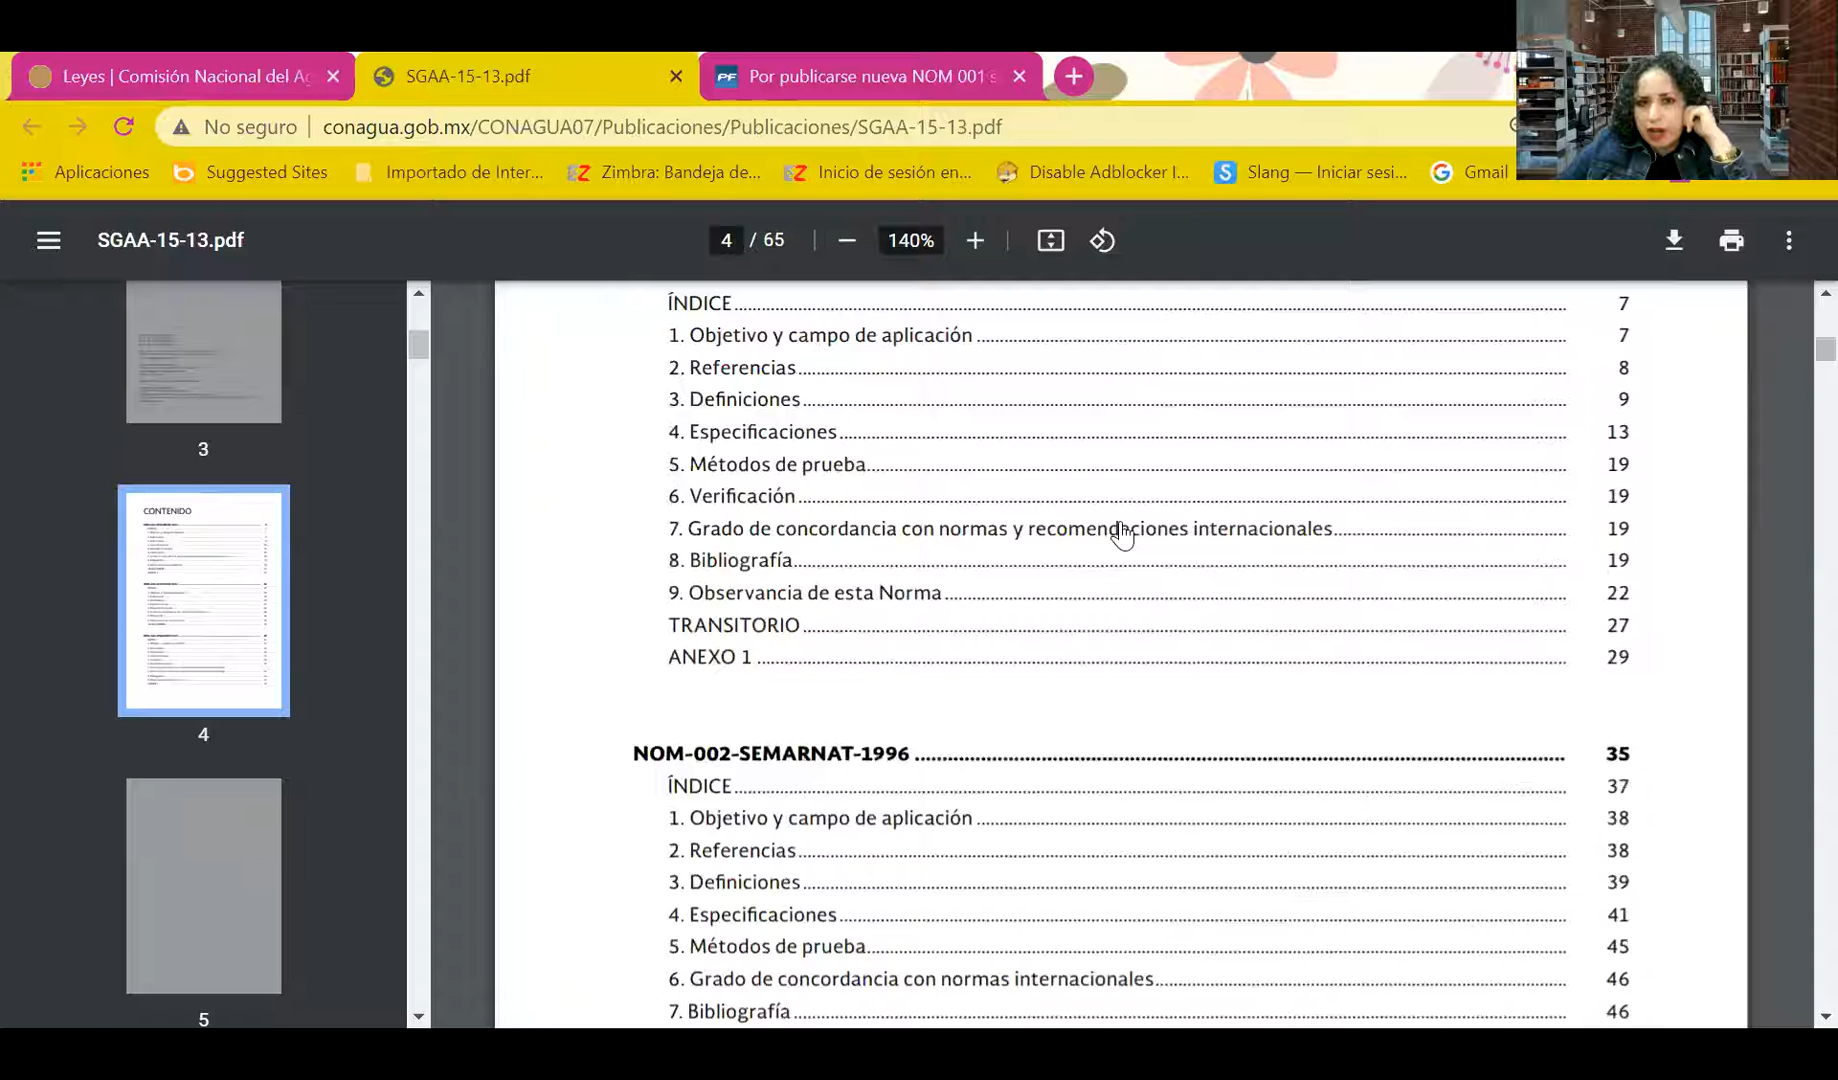 Leyes | Comisión Nacional del Ag
SGAA-15-13.pdf
PF Por publicarse nueva NOM 001 s
No seguro | conagua.gob.mx/CONAGUA07/Publicaciones/Publicaciones/SGAA-15-13.pdf
Aplicaciones Suggested Sites Importado de Inter... Zimbra: Bandeja de... Inicio de sesión en... Disable Adblocker I... S Slang — Iniciar sesi... G Gmail
SGAA-15-13.pdf 4 / 65 140%
3
CONTENIDO
4
5
ÍNDICE 7
1. Objetivo y campo de aplicación 7
2. Referencias 8
3. Definiciones 9
4. Especificaciones 13
5. Métodos de prueba 19
6. Verificación 19
7. Grado de concordancia con normas y recomendaciones internacionales 19
8. Bibliografía 19
9. Observancia de esta Norma 22
TRANSITORIO 27
ANEXO 1 29
NOM-002-SEMARNAT-1996 35
ÍNDICE 37
1. Objetivo y campo de aplicación 38
2. Referencias 38
3. Definiciones 39
4. Especificaciones 41
5. Métodos de prueba 45
6. Grado de concordancia con normas internacionales 46
7. Bibliografía 46